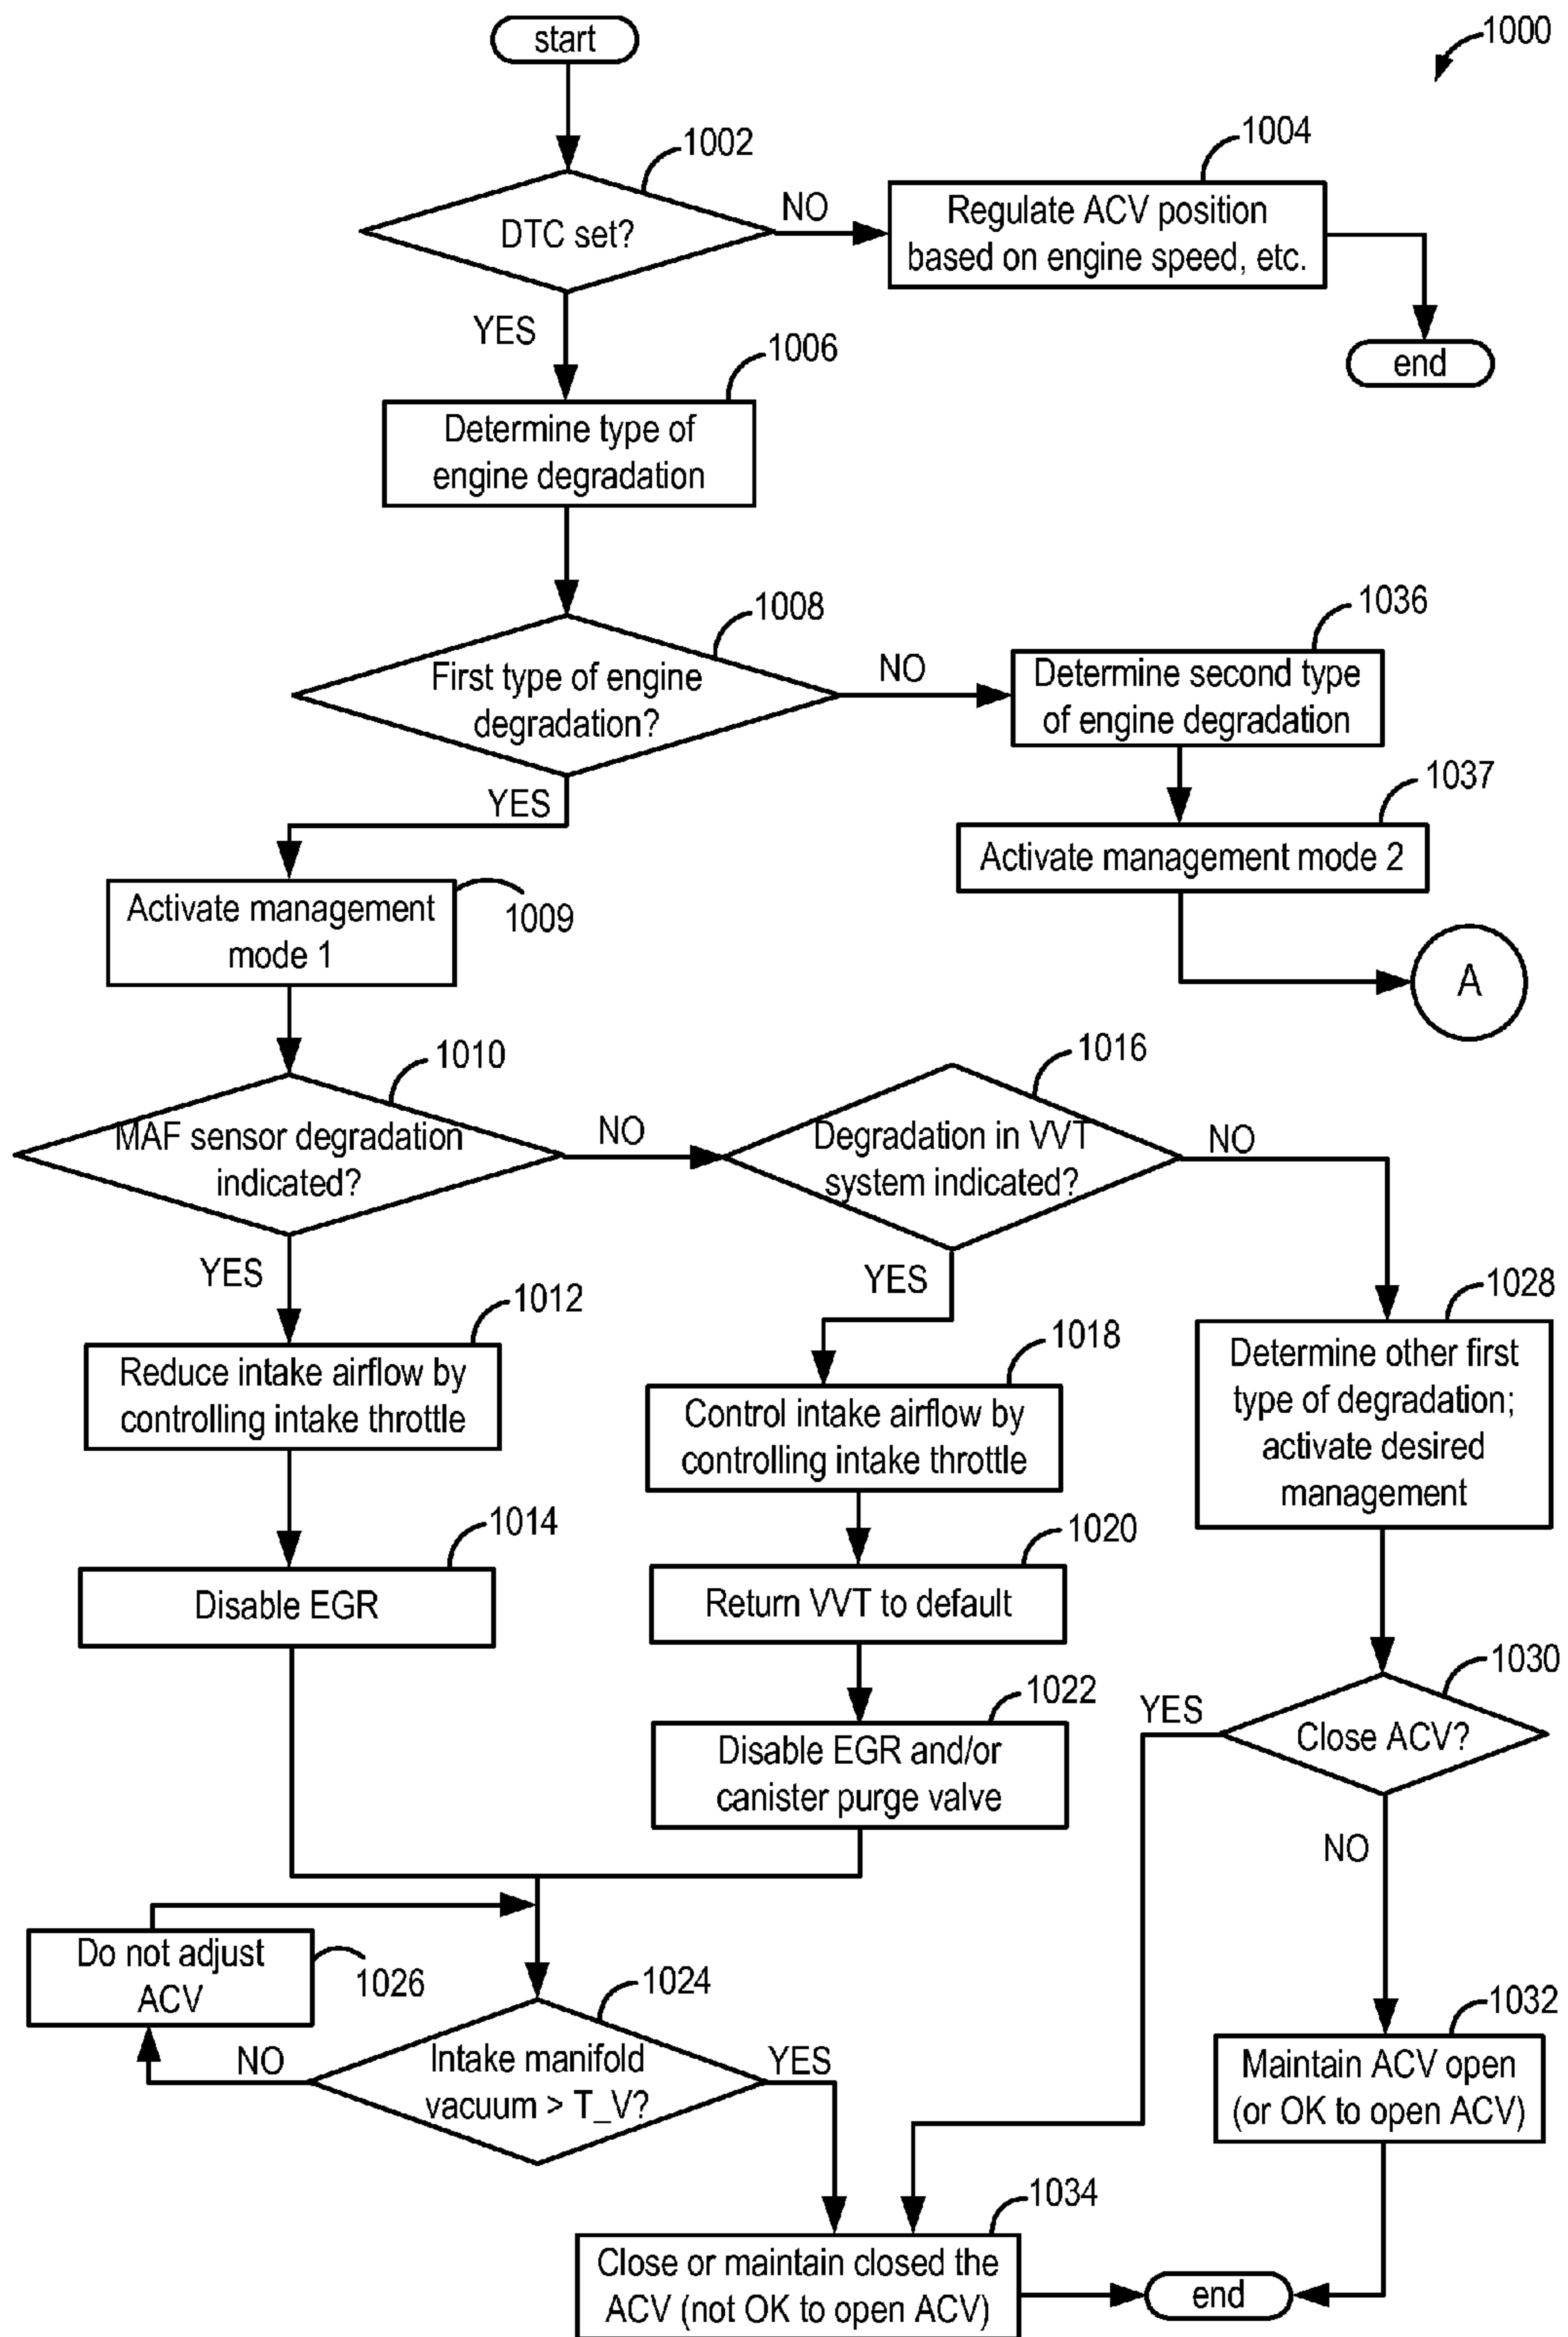 start
1000
1002
DTC set?
NO
1004
Regulate ACV position
based on engine speed, etc.
end
YES
1006
Determine type of
engine degradation
1008
First type of engine
degradation?
NO
1036
Determine second type
of engine degradation
1037
Activate management mode 2
A
YES
Activate management
mode 1
1009
1010
MAF sensor degradation
indicated?
NO
1016
Degradation in VVT
system indicated?
NO
YES
1012
Reduce intake airflow by
controlling intake throttle
1014
Disable EGR
YES
1018
Control intake airflow by
controlling intake throttle
1020
Return VVT to default
1022
Disable EGR and/or
canister purge valve
1028
Determine other first
type of degradation;
activate desired
management
1030
Close ACV?
YES
NO
1032
Maintain ACV open
(or OK to open ACV)
Do not adjust
ACV
1026
1024
Intake manifold
vacuum > T_V?
NO
YES
1034
Close or maintain closed the
ACV (not OK to open ACV)
end